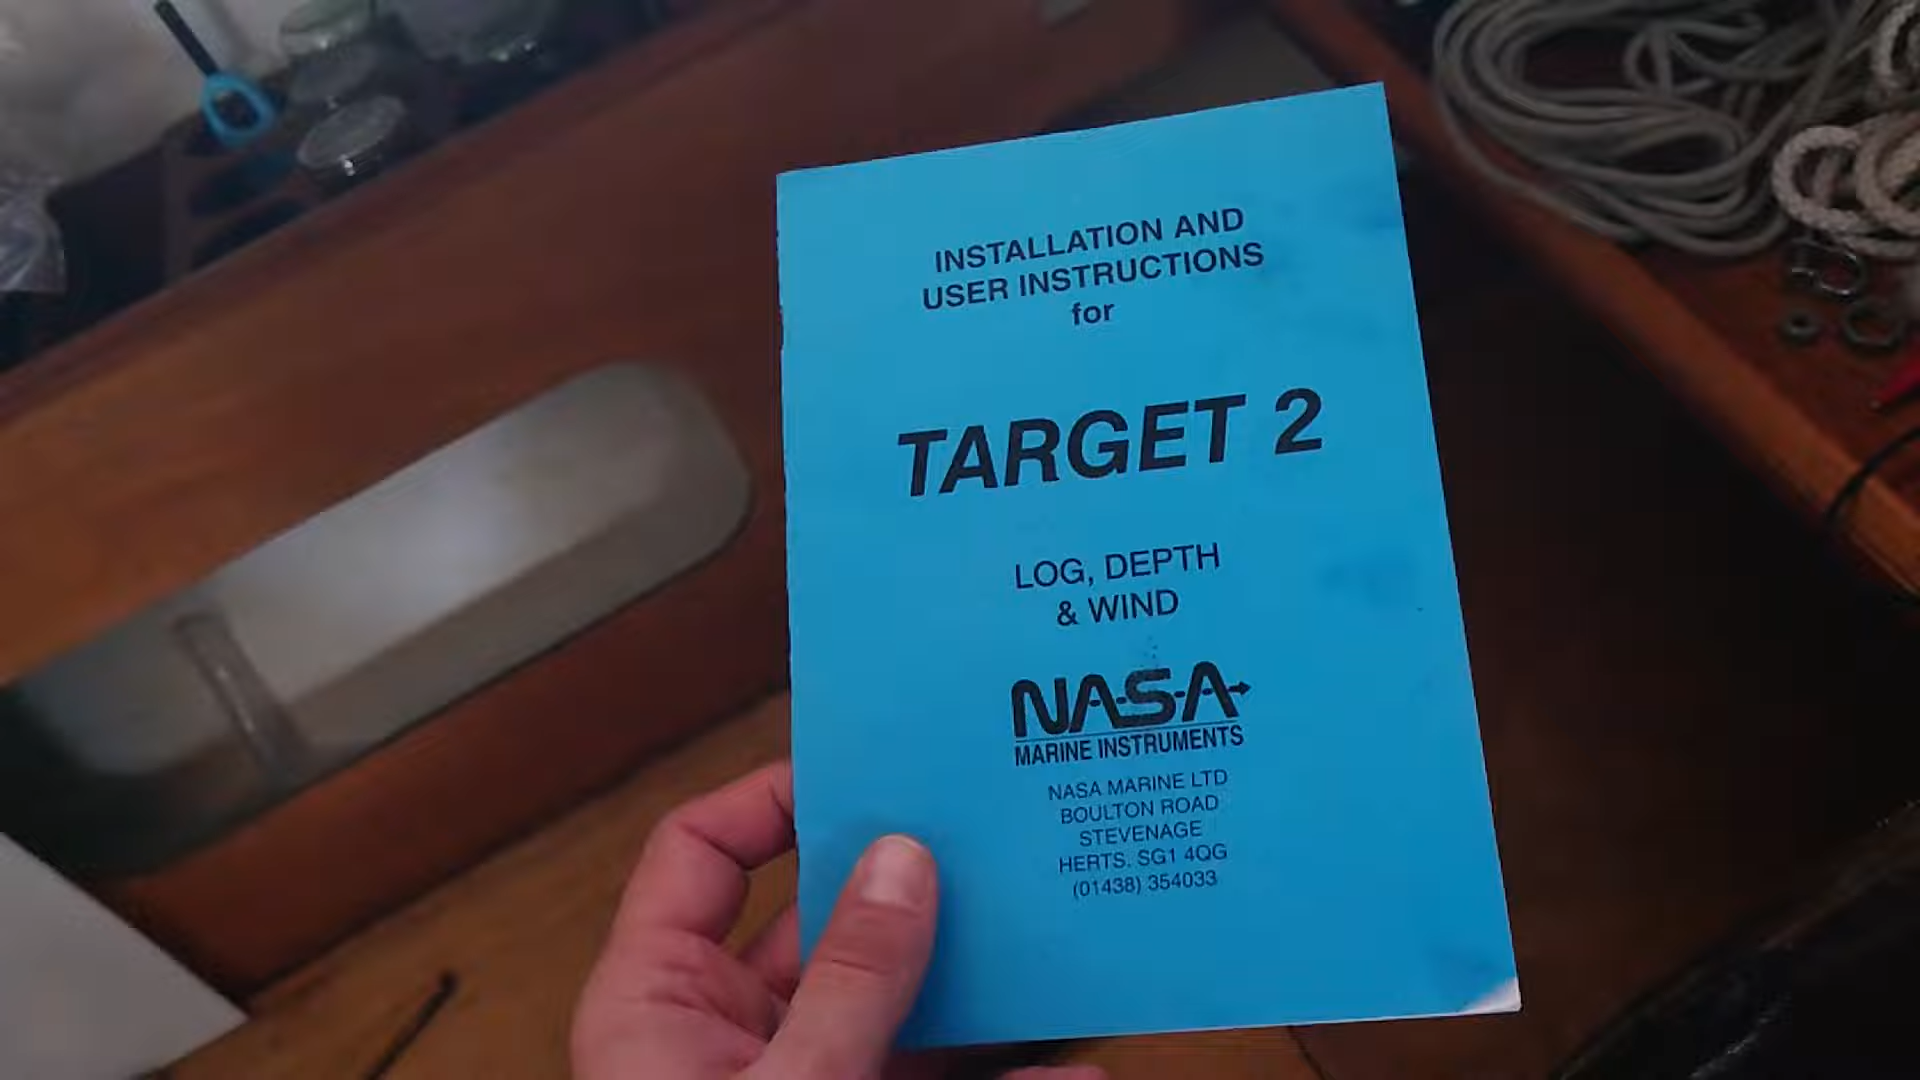 INSTALLATION AND
USER INSTRUCTIONS
for
TARGET 2
LOG, DEPTH
& WIND
NASA
MARINE INSTRUMENTS
NASA MARINE LTD
BOULTON ROAD
STEVENAGE
HERTS. SG1 4QG
(01438) 354033